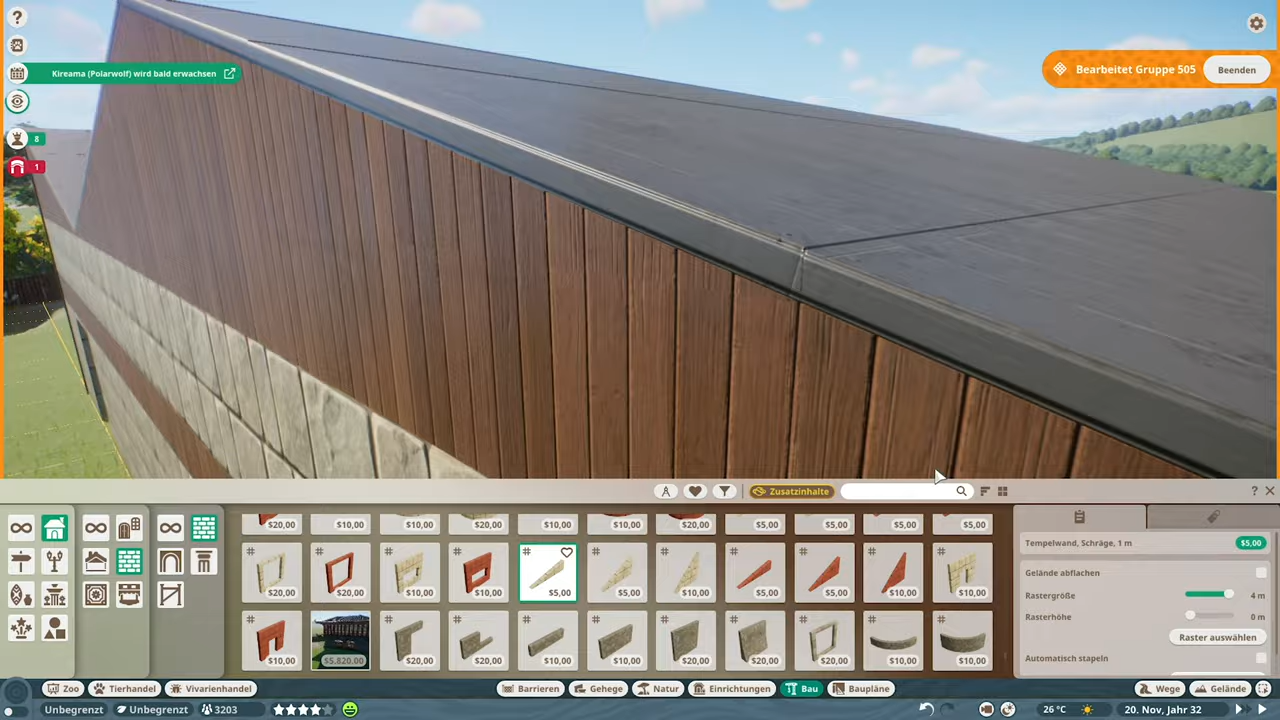 ?
Kireama (Polarwolf) wird bald erwachsen
Bearbeitet Gruppe 505
Beenden
8
1
Zusatzinhalte
?
$20,00 $10,00 $10,00 $20,00 $10,00 $10,00 $20,00 $5,00 $5,00 $5,00 $5,00
Tempelwand, Schräge, 1 m $5,00
$20,00 $20,00 $10,00 $10,00 $5,00 $5,00 $10,00 $5,00 $5,00 $10,00 $10,00
Gelände abflachen
Rastergröße 4 m
Rasterhöhe 0 m
Raster auswählen
$10,00 $5.820,00 $20,00 $20,00 $10,00 $10,00 $20,00 $20,00 $20,00 $10,00 $10,00
Automatisch stapeln
Zoo Tierhandel Vivarienhandel Barrieren Gehege Natur Einrichtungen Bau Baupläne Wege Gelände
Unbegrenzt Unbegrenzt 3203 26 °C 20. Nov, Jahr 32